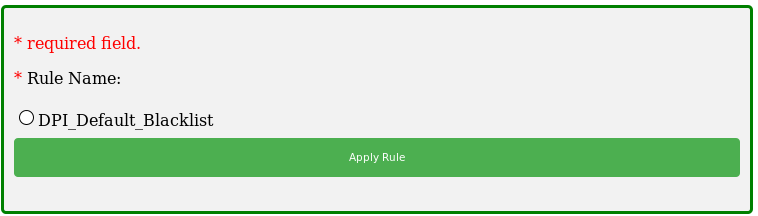 * required field.
* Rule Name:
DPI_Default_Blacklist
Apply Rule